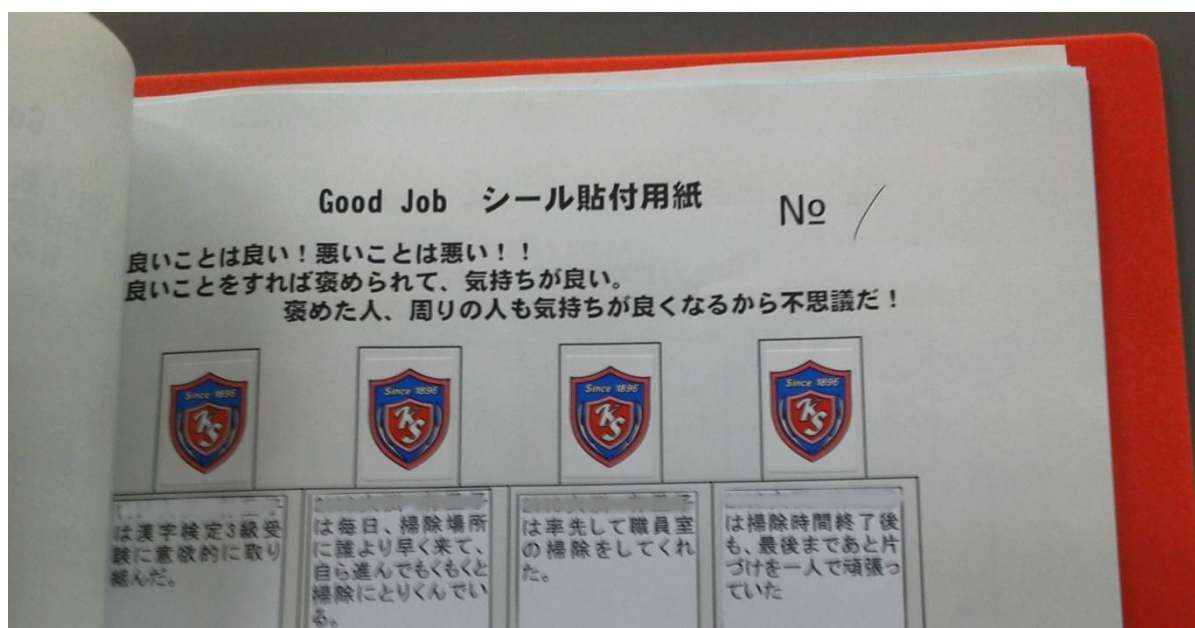 Good Job シール貼付用紙 № /
良いことは良い！悪いことは悪い！！
良いことをすれば褒められて、気持ちが良い。
褒めた人、周りの人も気持ちが良くなるから不思議だ！
Since 1896
KS
Since 1896
KS
Since 1896
KS
Since 1896
KS
は漢字検定3級受
験に意欲的に取り
組んだ。
は毎日、掃除場所
に誰より早く来て、
自ら進んでもくもくと
掃除にとりくんでい
る。
は率先して職員室
の掃除をしてくれ
た。
は掃除時間終了後
も、最後まであと片
づけを一人で頑張っ
ていた